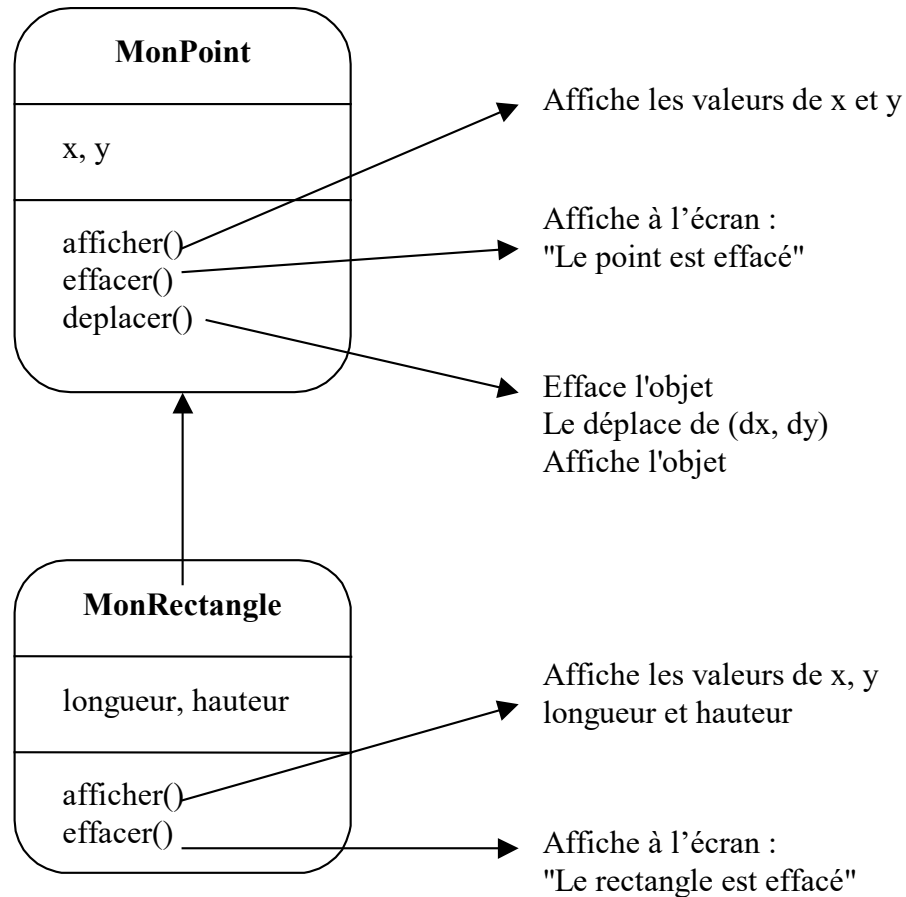 MonPoint
x, y
afficher()
effacer()
deplacer()
Affiche les valeurs de x et y
Affiche à l’écran :
"Le point est effacé"
Efface l'objet
Le déplace de (dx, dy)
Affiche l'objet
MonRectangle
longueur, hauteur
afficher()
effacer()
Affiche les valeurs de x, y
longueur et hauteur
Affiche à l’écran :
"Le rectangle est effacé"